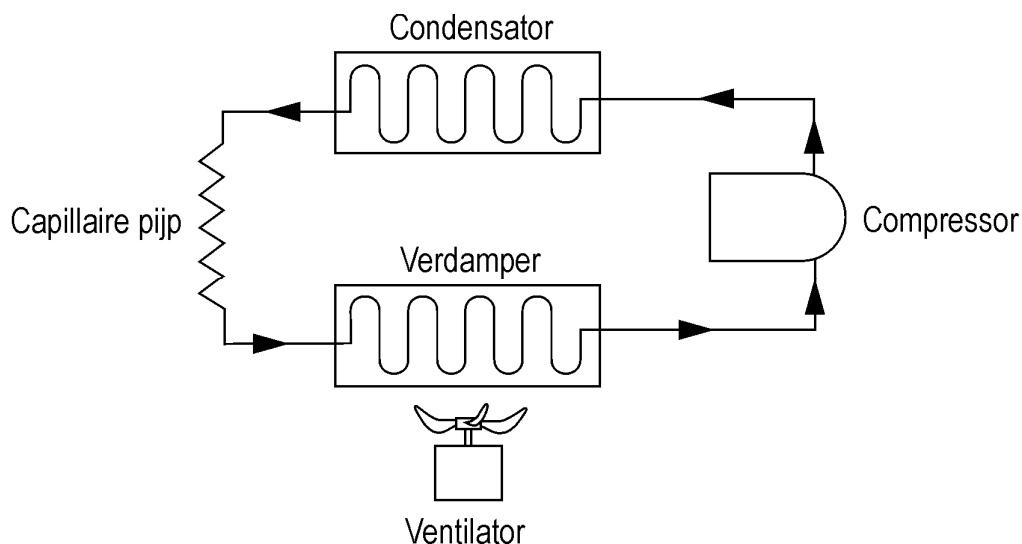 Condensator
Capillaire pijp
Compressor
Verdamper
Ventilator